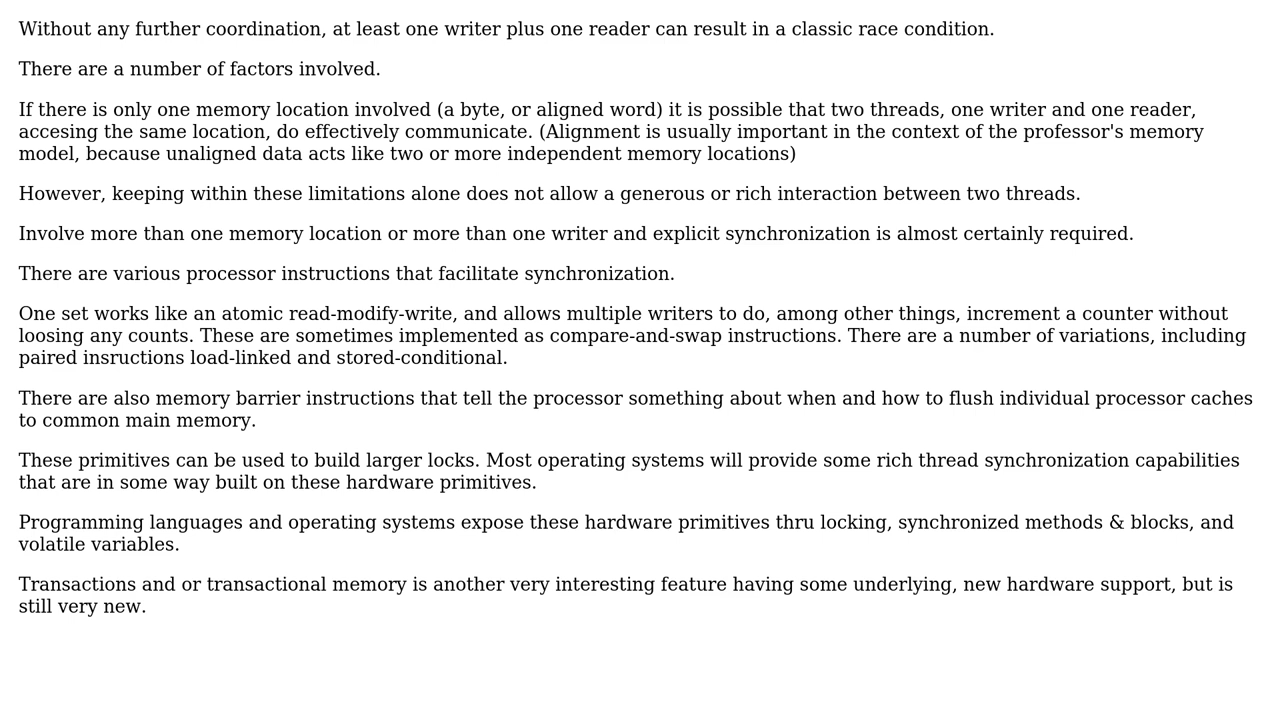 Without any further coordination, at least one writer plus one reader can result in a classic race condition.
There are a number of factors involved.
If there is only one memory location involved (a byte, or aligned word) it is possible that two threads, one writer and one reader,
accesing the same location, do effectively communicate. (Alignment is usually important in the context of the professor's memory
model, because unaligned data acts like two or more independent memory locations)
However, keeping within these limitations alone does not allow a generous or rich interaction between two threads.
Involve more than one memory location or more than one writer and explicit synchronization is almost certainly required.
There are various processor instructions that facilitate synchronization.
One set works like an atomic read-modify-write, and allows multiple writers to do, among other things, increment a counter without
loosing any counts. These are sometimes implemented as compare-and-swap instructions. There are a number of variations, including
paired insructions load-linked and stored-conditional.
There are also memory barrier instructions that tell the processor something about when and how to flush individual processor caches
to common main memory.
These primitives can be used to build larger locks. Most operating systems will provide some rich thread synchronization capabilities
that are in some way built on these hardware primitives.
Programming languages and operating systems expose these hardware primitives thru locking, synchronized methods & blocks, and
volatile variables.
Transactions and or transactional memory is another very interesting feature having some underlying, new hardware support, but is
still very new.